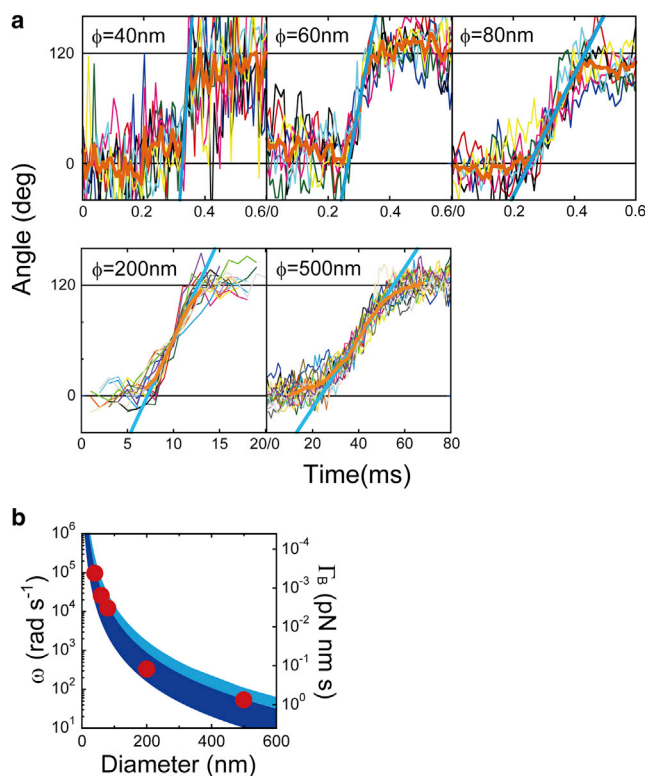 a
ϕ=40nm ϕ=60nm ϕ=80nm
120
0
0 0.2 0.4 0.6/0 0.2 0.4 0.6/0 0.2 0.4 0.6
Angle (deg)
ϕ=200nm ϕ=500nm
120
0
0 5 10 15 20/0 20 40 60 80
Time(ms)
b
10⁶
10⁵
10⁴
10³
10²
10¹
ω (rad s⁻¹)
10⁻⁴
10⁻³
10⁻²
10⁻¹
10⁰
Γ_B (pN nm s)
0 200 400 600
Diameter (nm)